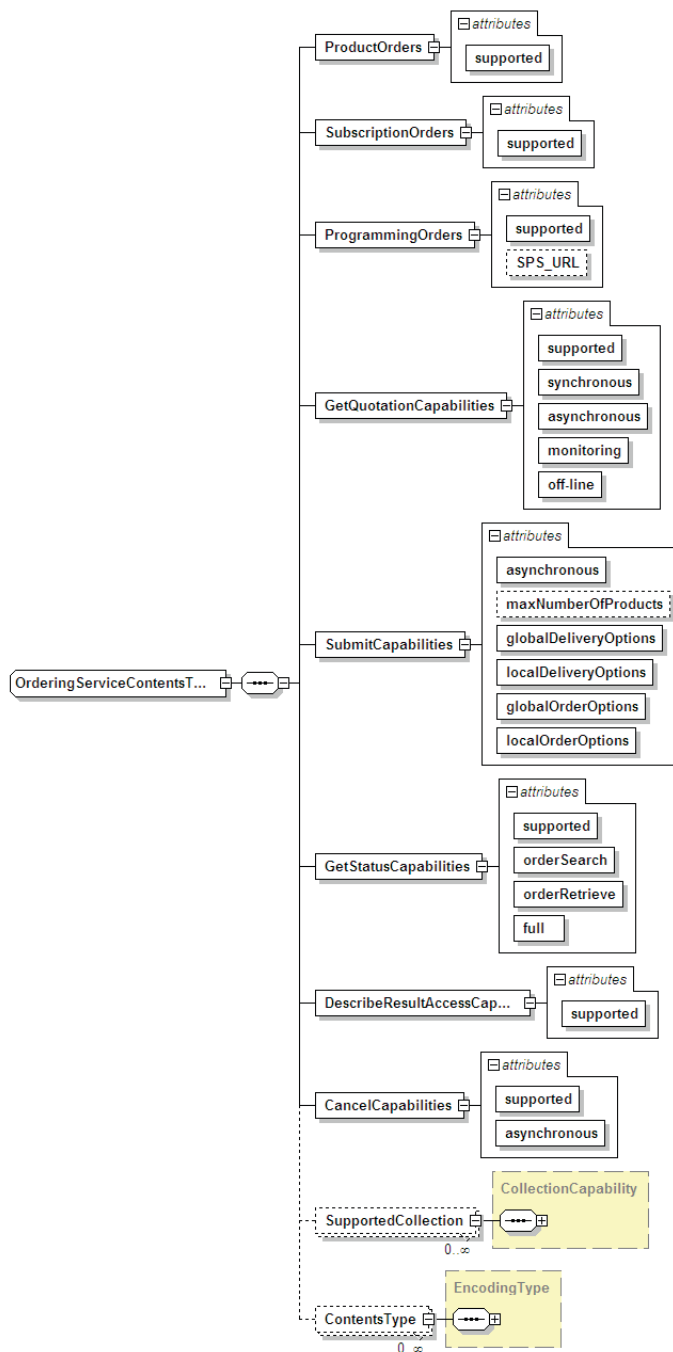 attributes
ProductOrders
supported
attributes
SubscriptionOrders
supported
attributes
ProgrammingOrders
supported
SPS_URL
attributes
GetQuotationCapabilities
supported
synchronous
asynchronous
monitoring
off-line
attributes
SubmitCapabilities
asynchronous
maxNumberOfProducts
globalDeliveryOptions
localDeliveryOptions
globalOrderOptions
localOrderOptions
OrderingServiceContentsT...
attributes
GetStatusCapabilities
supported
orderSearch
orderRetrieve
full
attributes
DescribeResultAccessCap...
supported
attributes
CancelCapabilities
supported
asynchronous
CollectionCapability
SupportedCollection
0..∞
EncodingType
ContentsType
0..∞